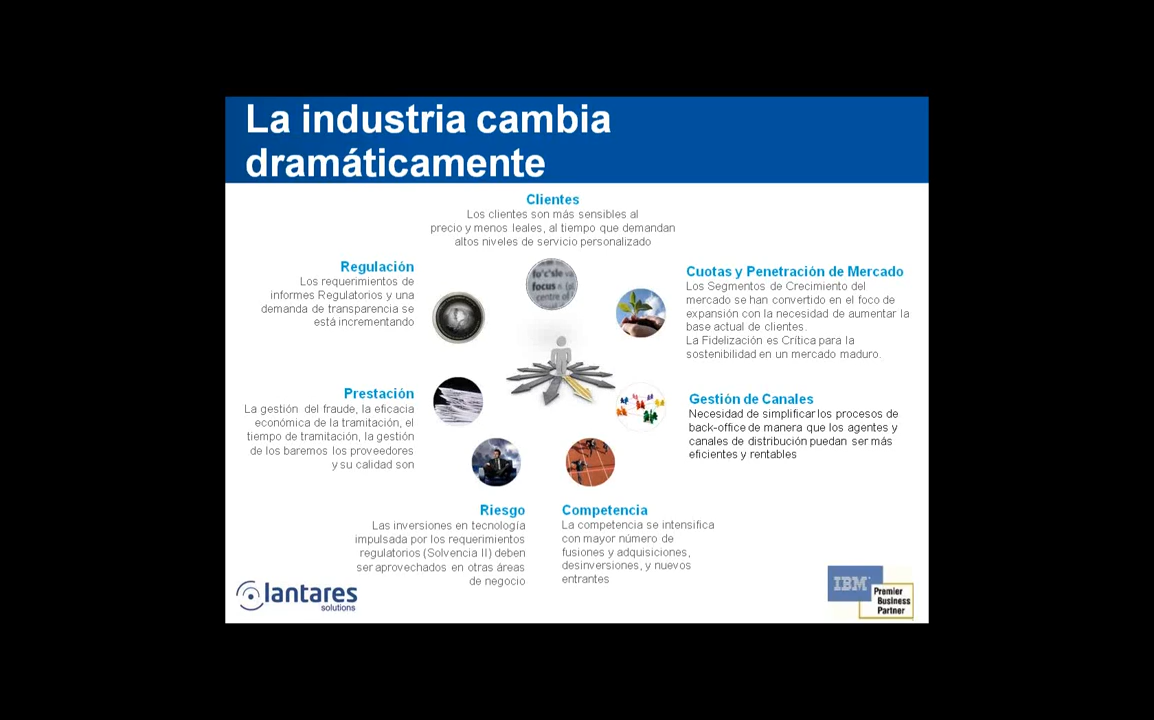 La industria cambia
dramáticamente
Clientes
Los clientes son más sensibles al
precio y menos leales, al tiempo que demandan
altos niveles de servicio personalizado
Regulación
Los requerimientos de
informes Regulatorios y una
demanda de transparencia se
está incrementando
Cuotas y Penetración de Mercado
Los Segmentos de Crecimiento del
mercado se han convertido en el foco de
expansión con la necesidad de aumentar la
base actual de clientes.
La Fidelización es Crítica para la
sostenibilidad en un mercado maduro.
fo'c'sle
focus
centre of
Prestación
La gestión del fraude, la eficacia
económica de la tramitación, el
tiempo de tramitación, la gestión
de los baremos los proveedores
y su calidad son
Gestión de Canales
Necesidad de simplificar los procesos de
back-office de manera que los agentes y
canales de distribución puedan ser más
eficientes y rentables
Riesgo
Las inversiones en tecnología
impulsada por los requerimientos
regulatorios (Solvencia II) deben
ser aprovechados en otras áreas
de negocio
Competencia
La competencia se intensifica
con mayor número de
fusiones y adquisiciones,
desinversiones, y nuevos
entrantes
lantares
solutions
IBM
Premier
Business
Partner